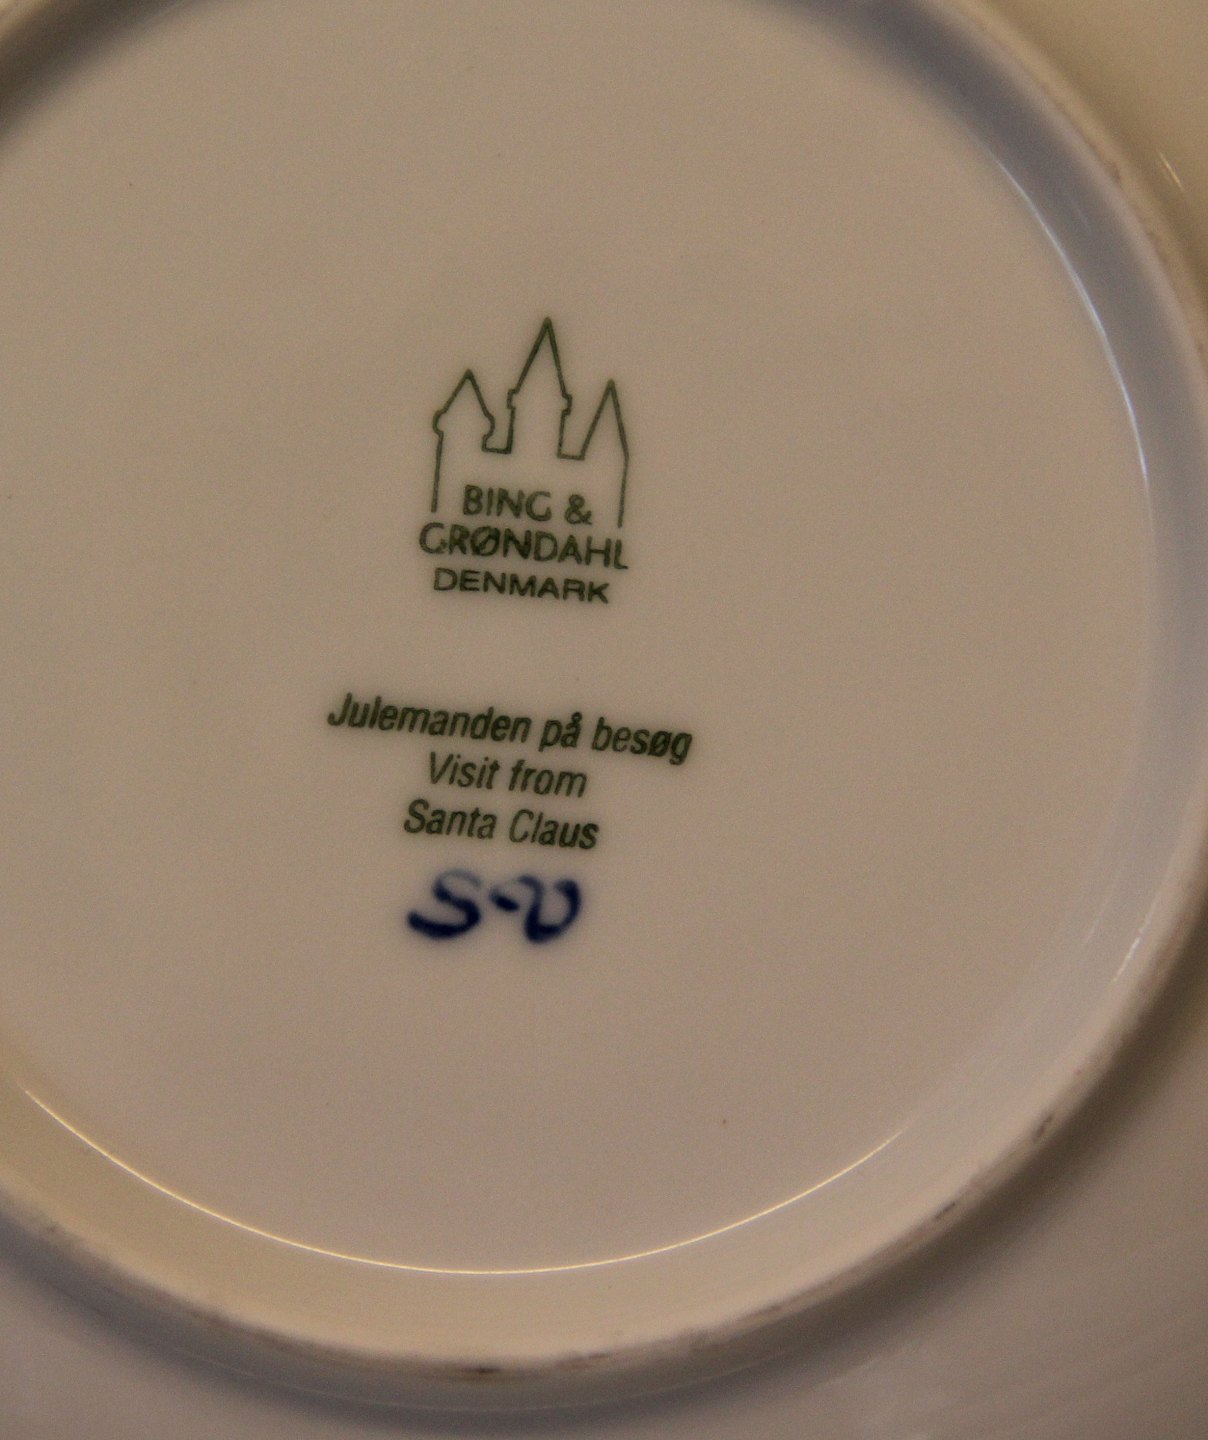 BING &
GRØNDAHL
DENMARK
Julemanden på besøg
Visit from
Santa Claus
S-V